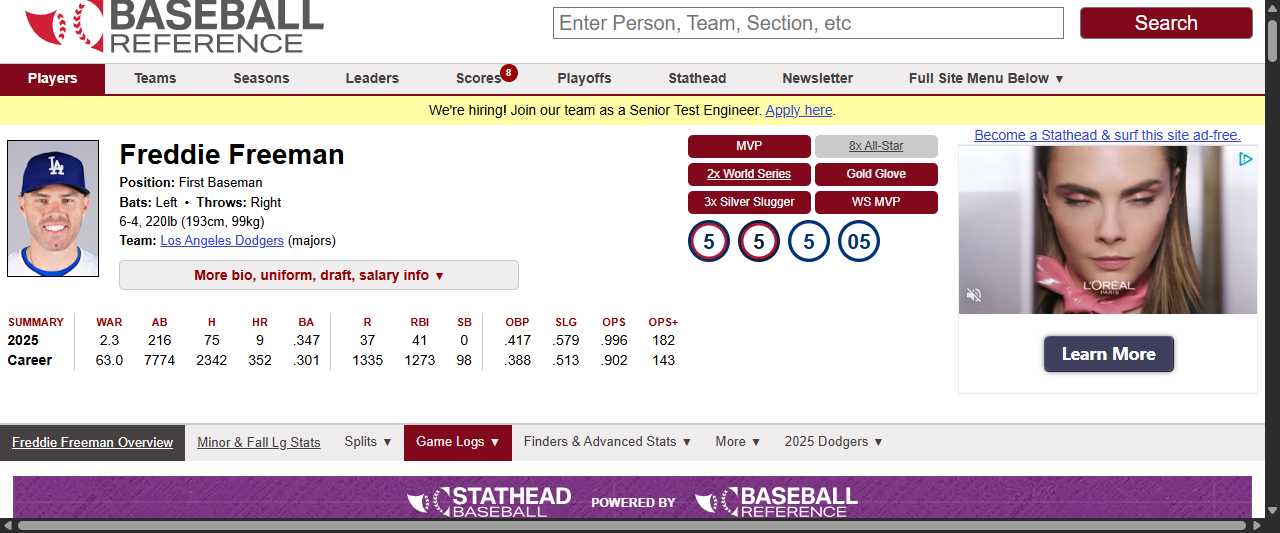 BASEBALL
REFERENCE
Enter Person, Team, Section, etc
Search
Players Teams Seasons Leaders Scores 8 Playoffs Stathead Newsletter Full Site Menu Below ▼
We're hiring! Join our team as a Senior Test Engineer. Apply here.
LA
Freddie Freeman
Position: First Baseman
Bats: Left • Throws: Right
6-4, 220lb (193cm, 99kg)
Team: Los Angeles Dodgers (majors)
More bio, uniform, draft, salary info ▼
MVP 8x All-Star
2x World Series Gold Glove
3x Silver Slugger WS MVP
5 5 5 05
Become a Stathead & surf this site ad-free.
L'ORÉAL
PARIS
Learn More
SUMMARY WAR AB H HR BA R RBI SB OBP SLG OPS OPS+
2025 2.3 216 75 9 .347 37 41 0 .417 .579 .996 182
Career 63.0 7774 2342 352 .301 1335 1273 98 .388 .513 .902 143
Freddie Freeman Overview Minor & Fall Lg Stats Splits ▼ Game Logs ▼ Finders & Advanced Stats ▼ More ▼ 2025 Dodgers ▼
STATHEAD
BASEBALL
POWERED BY
BASEBALL
REFERENCE